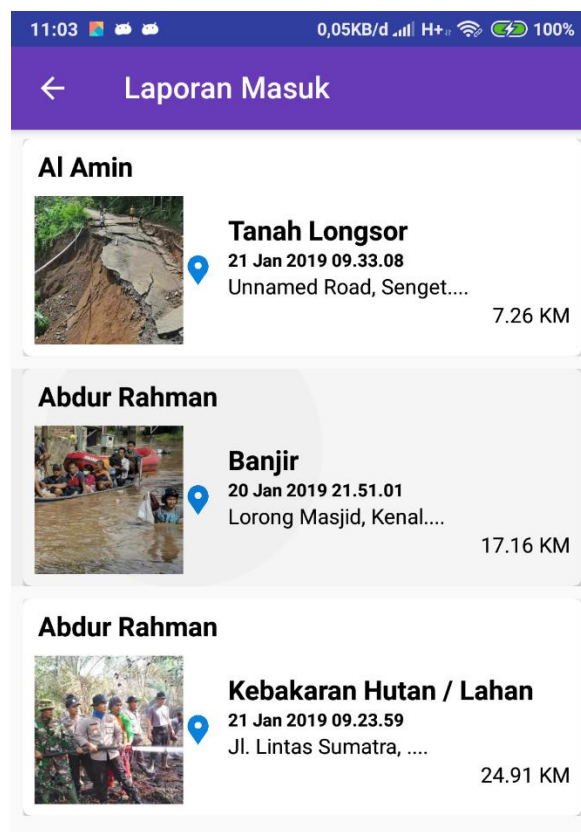 11:03 0,05KB/d H+ 100%
Laporan Masuk
Al Amin
Tanah Longsor
21 Jan 2019 09.33.08
Unnamed Road, Senget....
7.26 KM
Abdur Rahman
Banjir
20 Jan 2019 21.51.01
Lorong Masjid, Kenal....
17.16 KM
Abdur Rahman
Kebakaran Hutan / Lahan
21 Jan 2019 09.23.59
Jl. Lintas Sumatra, ....
24.91 KM